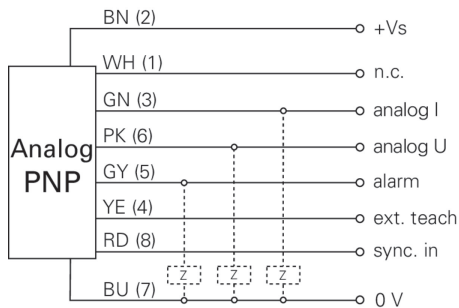 BN (2) +Vs
WH (1) n.c.
GN (3) analog I
PK (6) analog U
Analog
PNP
GY (5) alarm
YE (4) ext. teach
RD (8) sync. in
Z Z Z
BU (7) 0 V